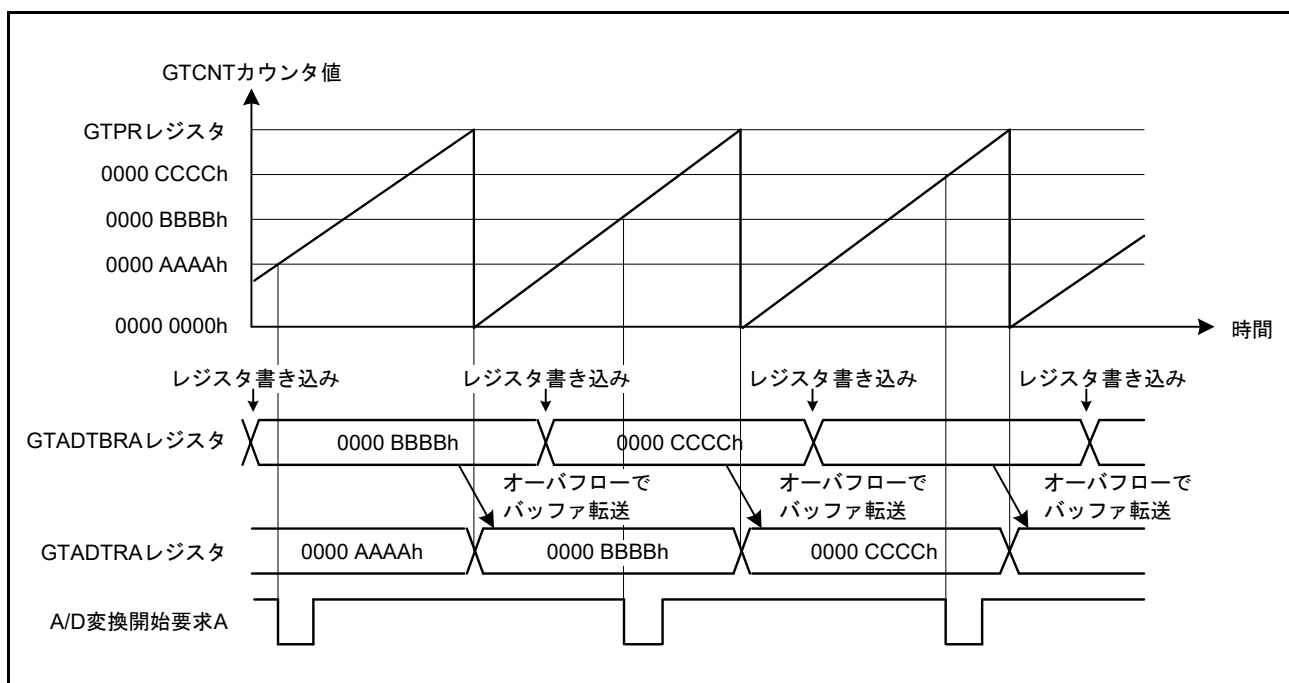 GTCNTカウンタ値
GTPRレジスタ
0000 CCCCh
0000 BBBBh
0000 AAAAh
0000 0000h
時間
レジスタ書き込み
レジスタ書き込み
レジスタ書き込み
レジスタ書き込み
GTADTBRAレジスタ
0000 BBBBh
0000 CCCCh
オーバフローで
バッファ転送
オーバフローで
バッファ転送
オーバフローで
バッファ転送
GTADTRAレジスタ
0000 AAAAh
0000 BBBBh
0000 CCCCh
A/D変換開始要求A